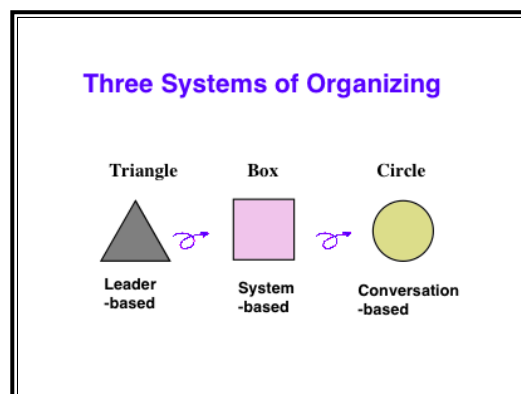 Three Systems of Organizing
Triangle Box Circle
Leader
-based
System
-based
Conversation
-based